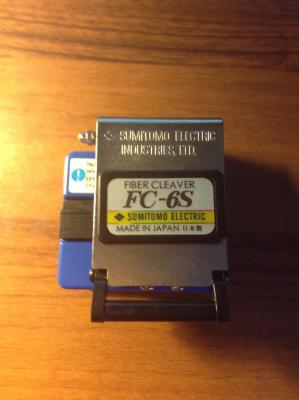 SUMITOMO ELECTRIC
INDUSTRIES, LTD.
FIBER CLEAVER
FC-6S
SUMITOMO ELECTRIC
MADE IN JAPAN 日本製